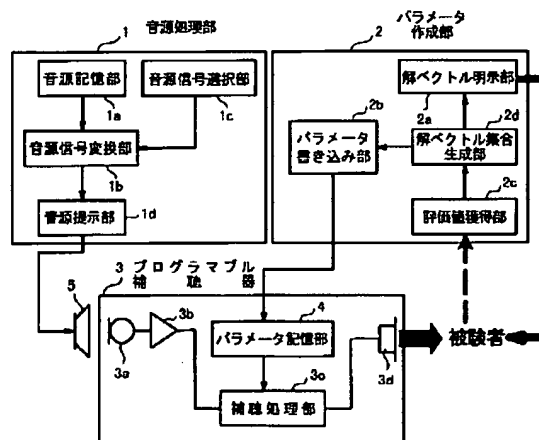 1
音源処理部
音源記憶部
1a
音源信号選択部
1c
音源信号変換部
1b
音源提示部
1d
パラメータ
作成部
2
解ベクトル明示部
2a
2b
パラメータ
書き込み部
2d
解ベクトル集合
生成部
2c
評価値獲得部
3 プログラマブル
補聴器
5
3a
3b
4
パラメータ記憶部
3c
補聴処理部
3d
被験者